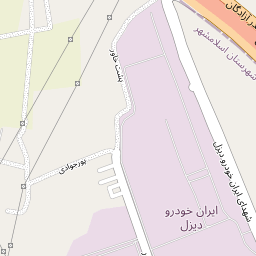 آزادگان
شهرستان اسلامشهر
پشت خاور
پورجوادی
شهدای ایران خودرو دیزل
ایران خودرو
دیزل